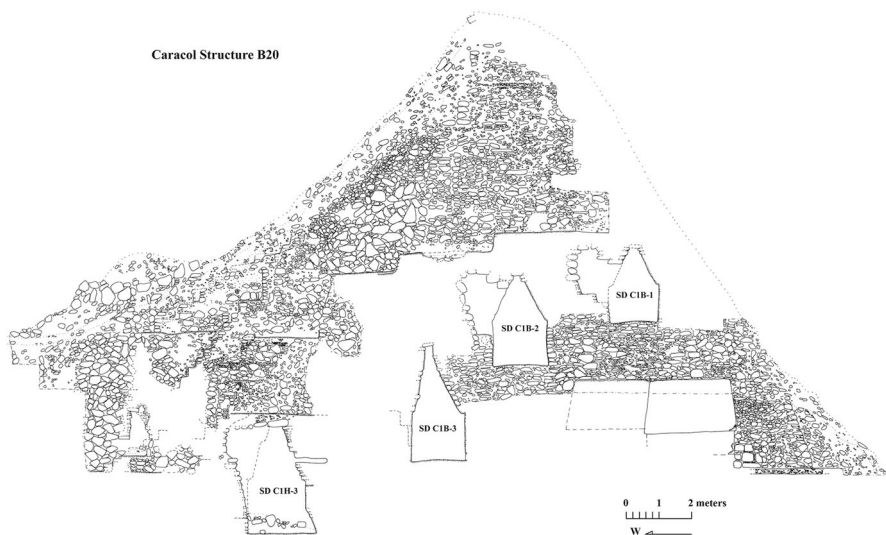 Caracol Structure B20
SD C1B-1
SD C1B-2
SD C1B-3
SD C1H-3
0 1 2 meters
W